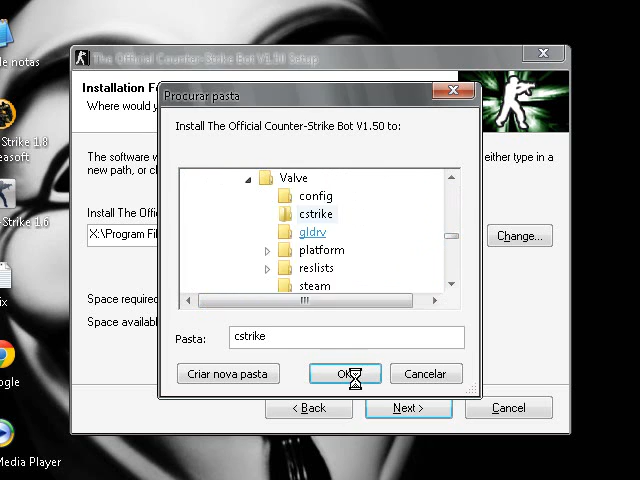 The Official Counter-Strike Bot V1.50 Setup
de notas
Installation F
Where would y
Procurar pasta
Install The Official Counter-Strike Bot V1.50 to:
Strike 1.8
easoft
The software w
either type in a
new path, or cl
Valve
config
cstrike
gldrv
platform
reslists
steam
-Strike 1.6
Install The Offic
X:\Program Fil
Change...
ix
Space required
Space availabl
Pasta:
cstrike
Criar nova pasta
OK
Cancelar
ogle
< Back
Next >
Cancel
Media Player